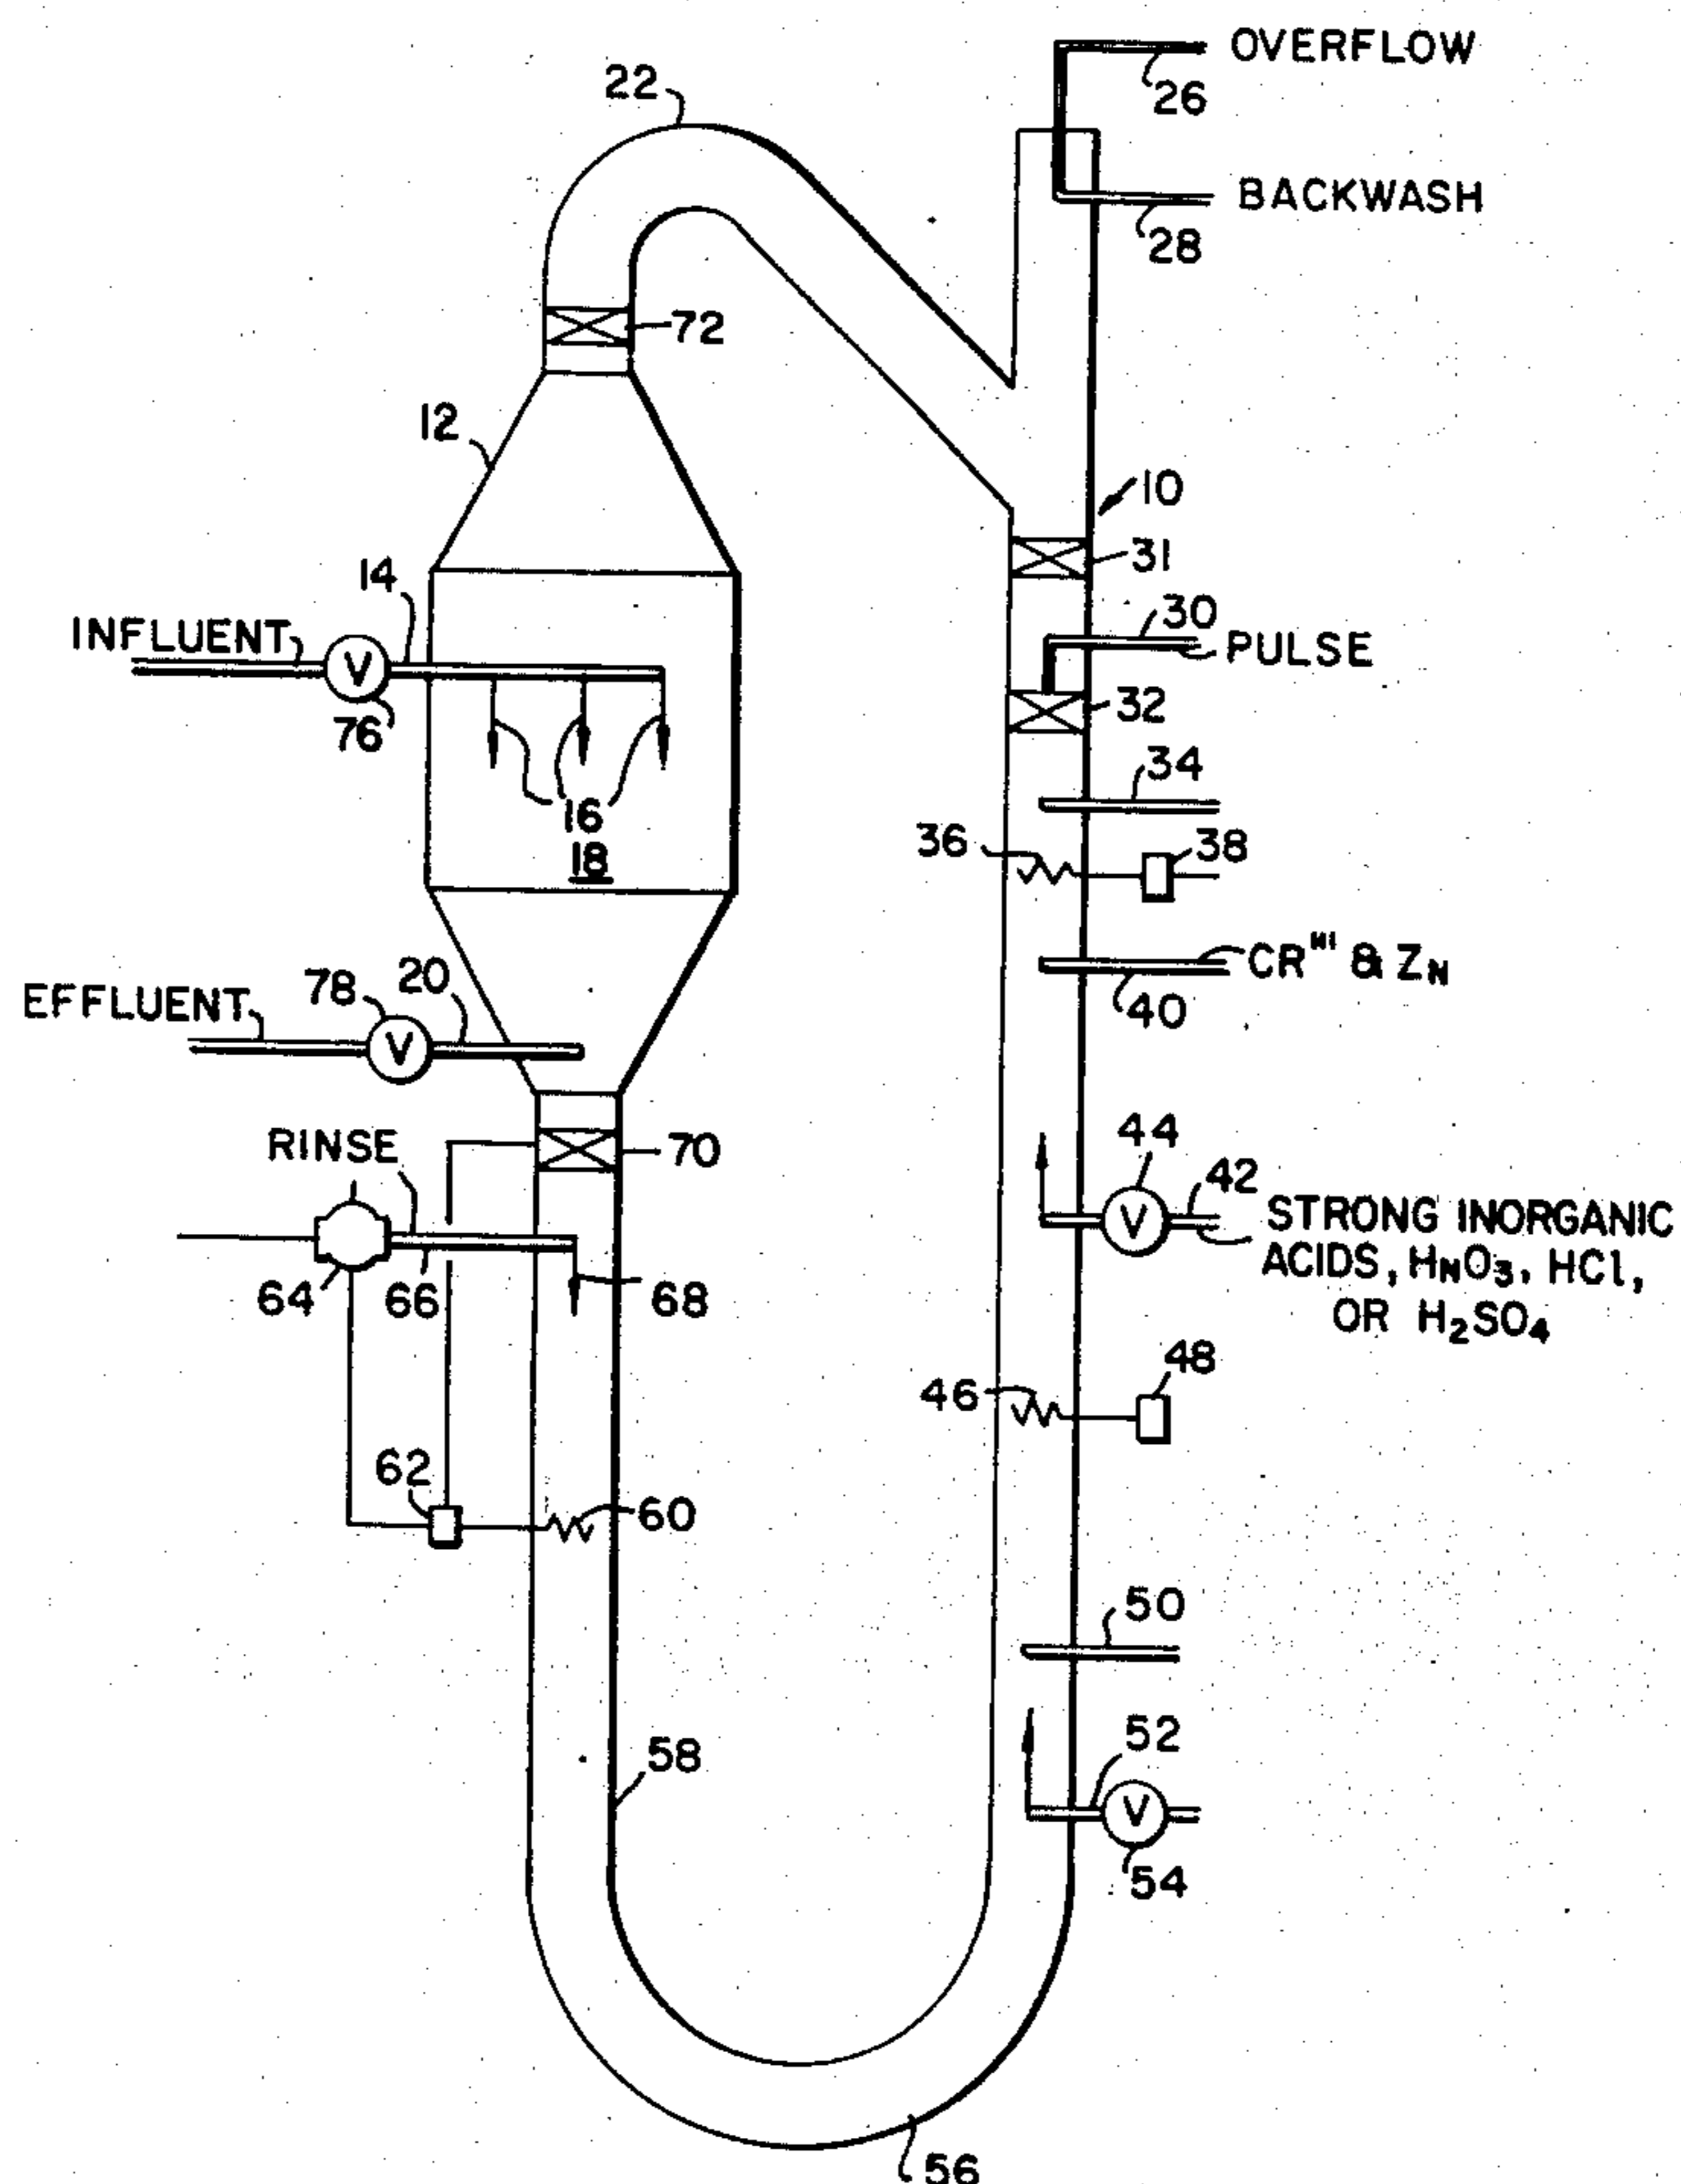 OVERFLOW
26
22
BACKWASH
28
72
12
10
31
14
30
INFLUENT
V
PULSE
76
32
34
16
36
38
18
CR''' & ZN
78
20
40
EFFLUENT
V
44
RINSE
70
42
V
STRONG INORGANIC
ACIDS, HNO3, HCl,
OR H2SO4
64
66
68
48
46
62
60
50
58
52
V
54
56